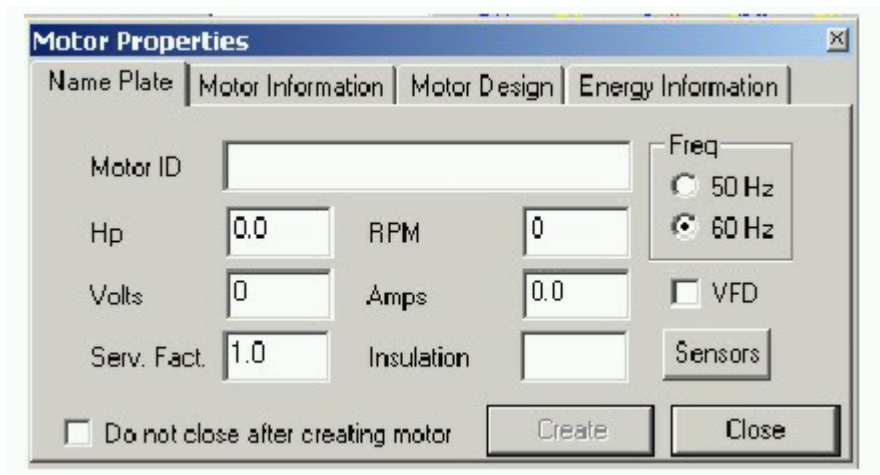 Motor Properties
Name Plate Motor Information Motor Design Energy Information
Motor ID
Freq
50 Hz
60 Hz
Hp 0.0 RPM 0
Volts 0 Amps 0.0 VFD
Serv. Fact. 1.0 Insulation Sensors
Do not close after creating motor Create Close